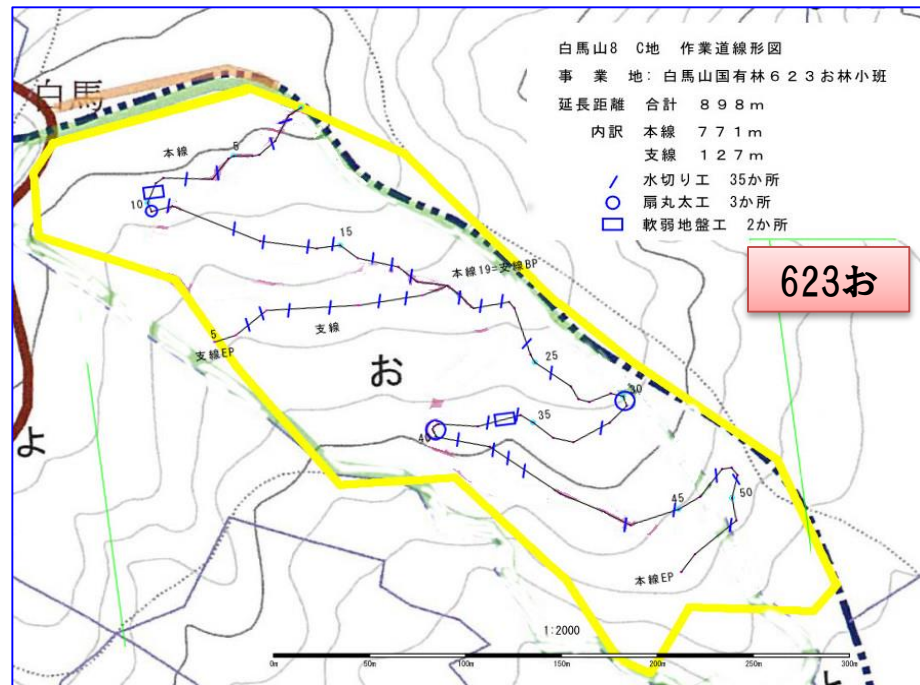 白馬山8 C地 作業道線形図
事 業 地：白馬山国有林623お林小班
延長距離 合計 898m
内訳 本線 771m
支線 127m
水切り工 35か所
扇丸太工 3か所
軟弱地盤工 2か所
623お
白馬
本線
5
10
15
本線19=支線BP
5
支線
支線EP
25
お
30
35
40
よ
45
50
本線EP
1:2000
0m
50m
100m
150m
200m
250m
300m